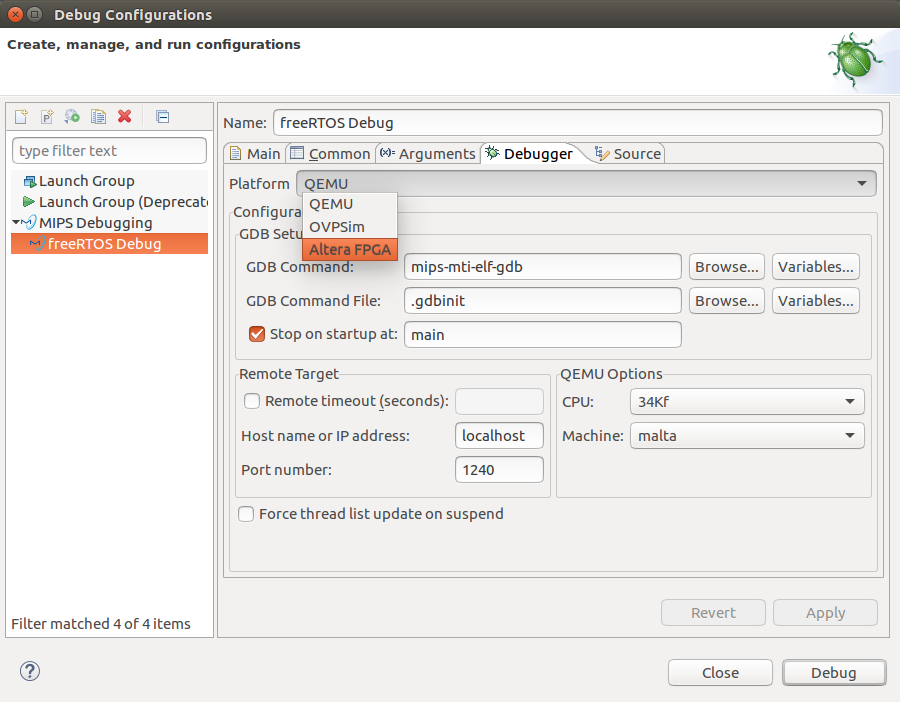 Debug Configurations
Create, manage, and run configurations
type filter text
Launch Group
Launch Group (Deprecate
MIPS Debugging
freeRTOS Debug
Filter matched 4 of 4 items
Name: freeRTOS Debug
Main Common Arguments Debugger Source
Platform QEMU
QEMU
OVPSim
Altera FPGA
Configura
GDB Setu
GDB Command: mips-mti-elf-gdb Browse... Variables...
GDB Command File: .gdbinit Browse... Variables...
Stop on startup at: main
Remote Target
Remote timeout (seconds):
Host name or IP address: localhost
Port number: 1240
QEMU Options
CPU: 34Kf
Machine: malta
Force thread list update on suspend
Revert Apply
? Close Debug